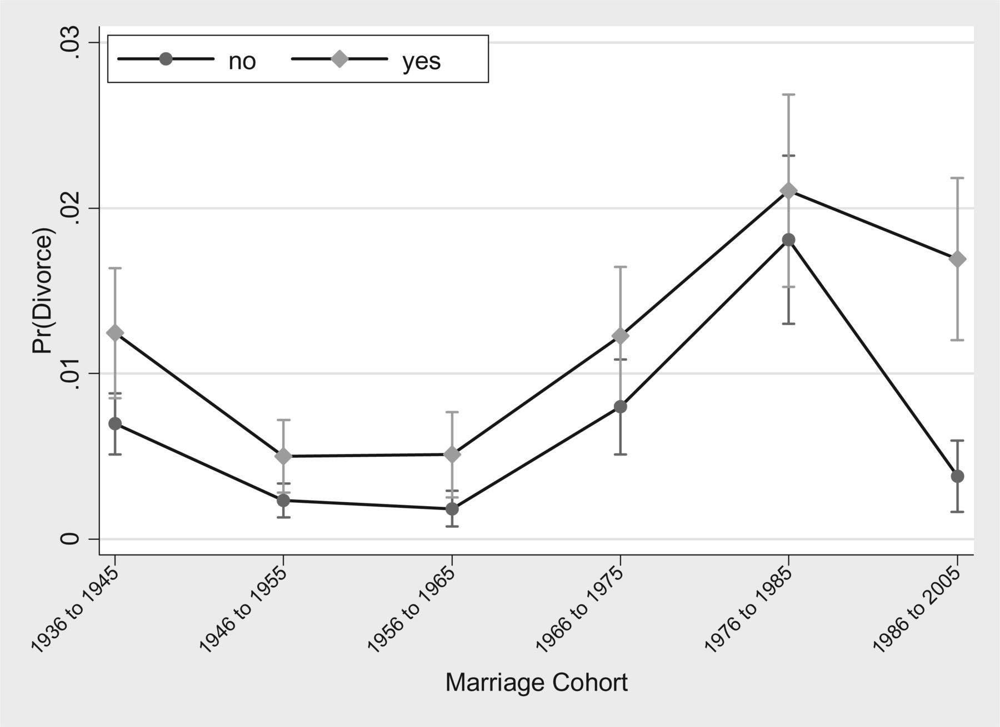 no yes
.03
.02
.01
0
Pr(Divorce)
1936 to 1945
1946 to 1955
1956 to 1965
1966 to 1975
1976 to 1985
1986 to 2005
Marriage Cohort